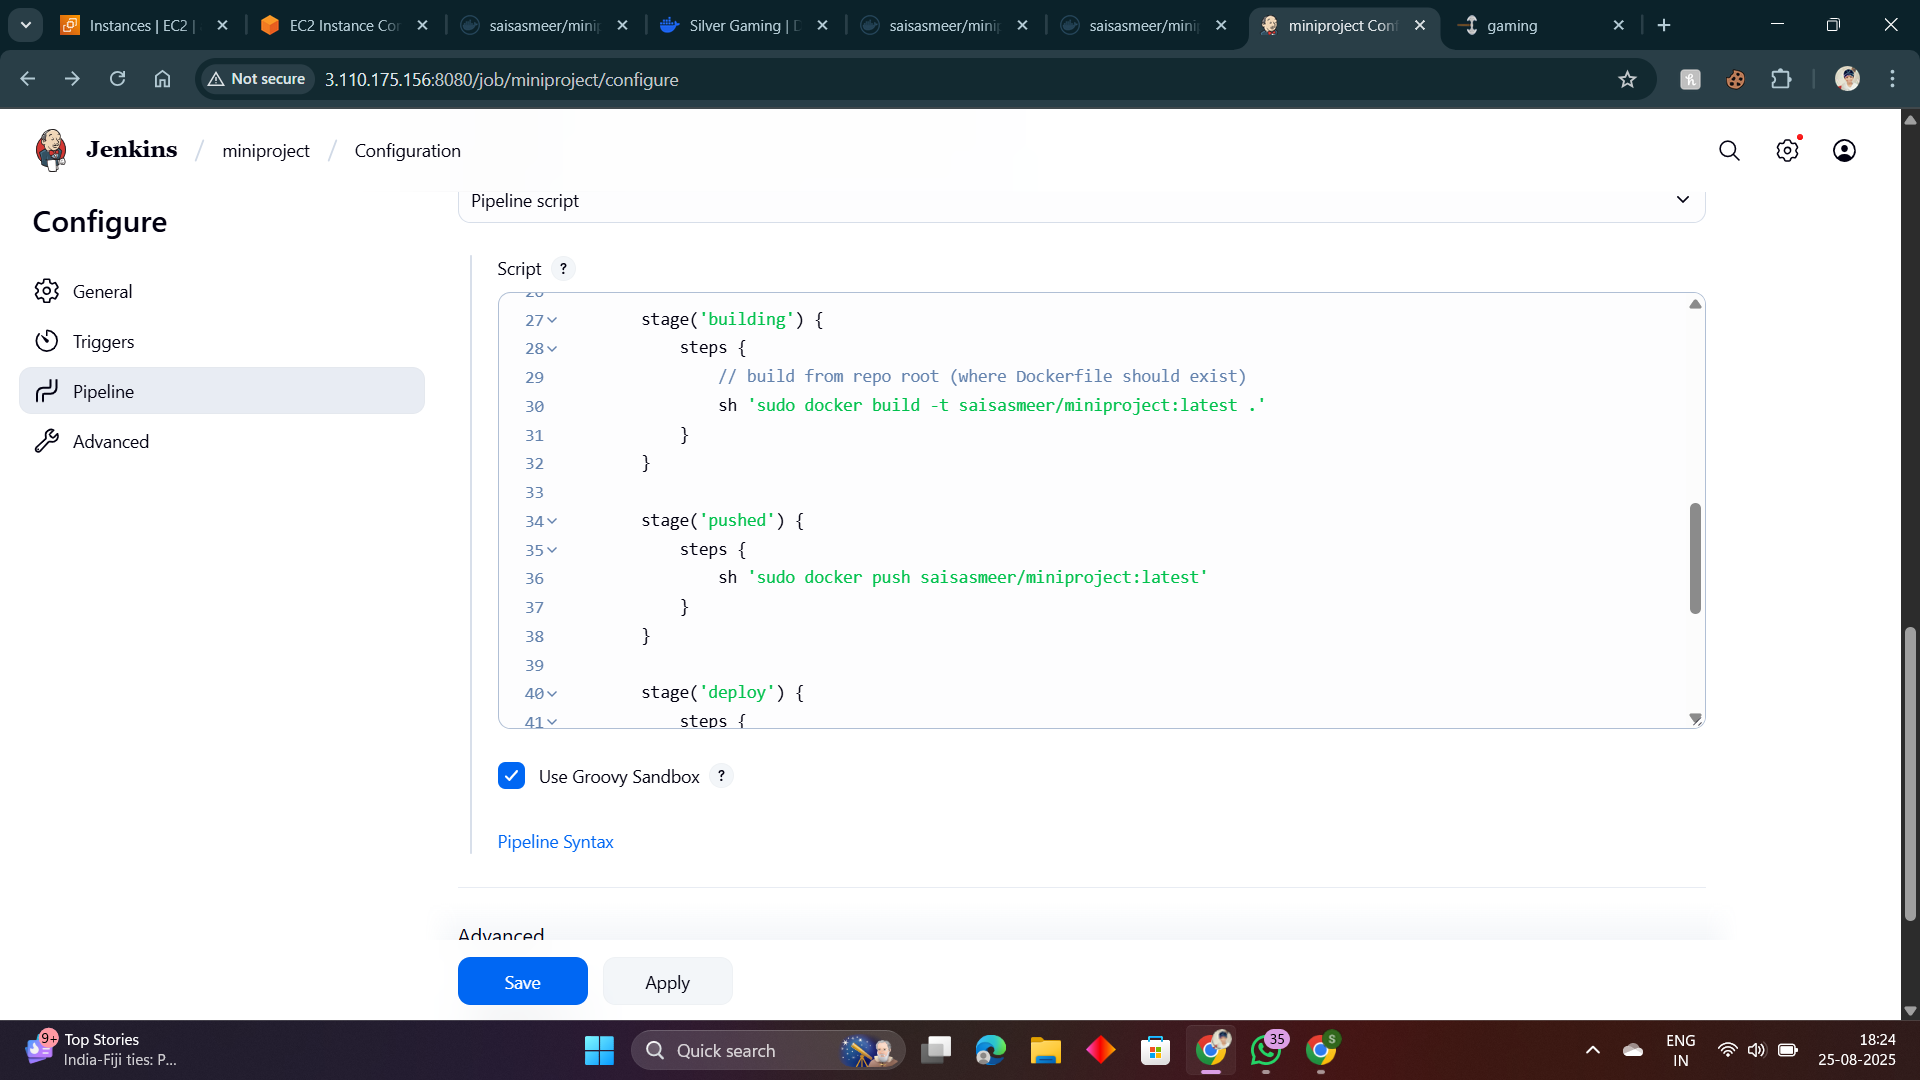 Instances | EC2 |
EC2 Instance Con
saisasmeer/minip
Silver Gaming | D
saisasmeer/minip
saisasmeer/minip
miniproject Conf
gaming
Not secure
3.110.175.156:8080/job/miniproject/configure
Jenkins / miniproject / Configuration
Configure
General
Triggers
Pipeline
Advanced
Pipeline script
Script ?
26
27 stage('building') {
28 steps {
29 // build from repo root (where Dockerfile should exist)
30 sh 'sudo docker build -t saisasmeer/miniproject:latest .'
31 }
32 }
33
34 stage('pushed') {
35 steps {
36 sh 'sudo docker push saisasmeer/miniproject:latest'
37 }
38 }
39
40 stage('deploy') {
41 steps {
Use Groovy Sandbox ?
Pipeline Syntax
Advanced
Save
Apply
9+
Top Stories
India-Fiji ties: P...
Quick search
35
S
ENG
IN
18:24
25-08-2025